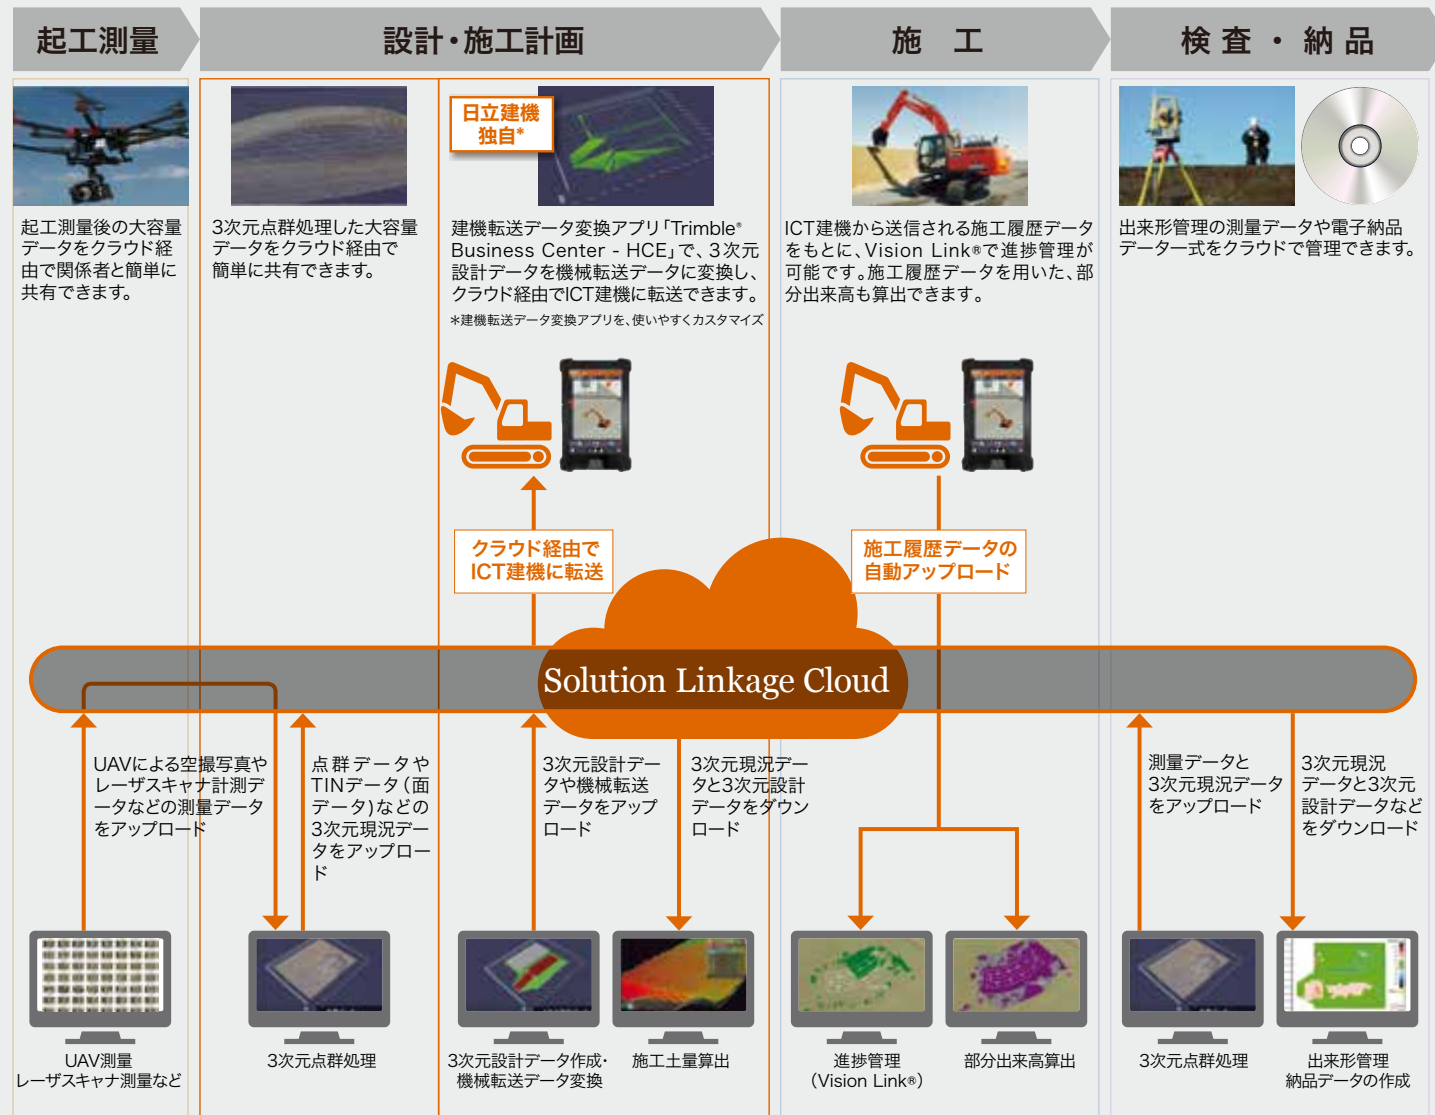 起工測量
設計・施工計画
施 工
検 査 ・ 納 品
起工測量後の大容量
データをクラウド経
由で関係者と簡単に
共有できます。
3次元点群処理した大容量
データをクラウド経由で
簡単に共有できます。
日立建機
独自*
建機転送データ変換アプリ「Trimble®
Business Center - HCE」で、3次元
設計データを機械転送データに変換し、
クラウド経由でICT建機に転送できます。
*建機転送データ変換アプリを、使いやすくカスタマイズ
ICT建機から送信される施工履歴データ
をもとに、Vision Link®で進捗管理が
可能です。施工履歴データを用いた、部
分出来高も算出できます。
出来形管理の測量データや電子納品
データ一式をクラウドで管理できます。
クラウド経由で
ICT建機に転送
施工履歴データの
自動アップロード
Solution Linkage Cloud
UAVによる空撮写真や
レーザスキャナ計測デ
ータなどの測量データ
をアップロード
点群データや
TINデータ(面
データ)などの
3次元現況デー
タをアップロー
ド
3次元設計デー
タや機械転送
データをアップ
ロード
3次元現況デー
タと3次元設計
データをダウン
ロード
測量データと
3次元現況データ
をアップロード
3次元現況
データと3次元
設計データなど
をダウンロード
UAV測量
レーザスキャナ測量など
3次元点群処理
3次元設計データ作成・
機械転送データ変換
施工土量算出
進捗管理
(Vision Link®)
部分出来高算出
3次元点群処理
出来形管理
納品データの作成